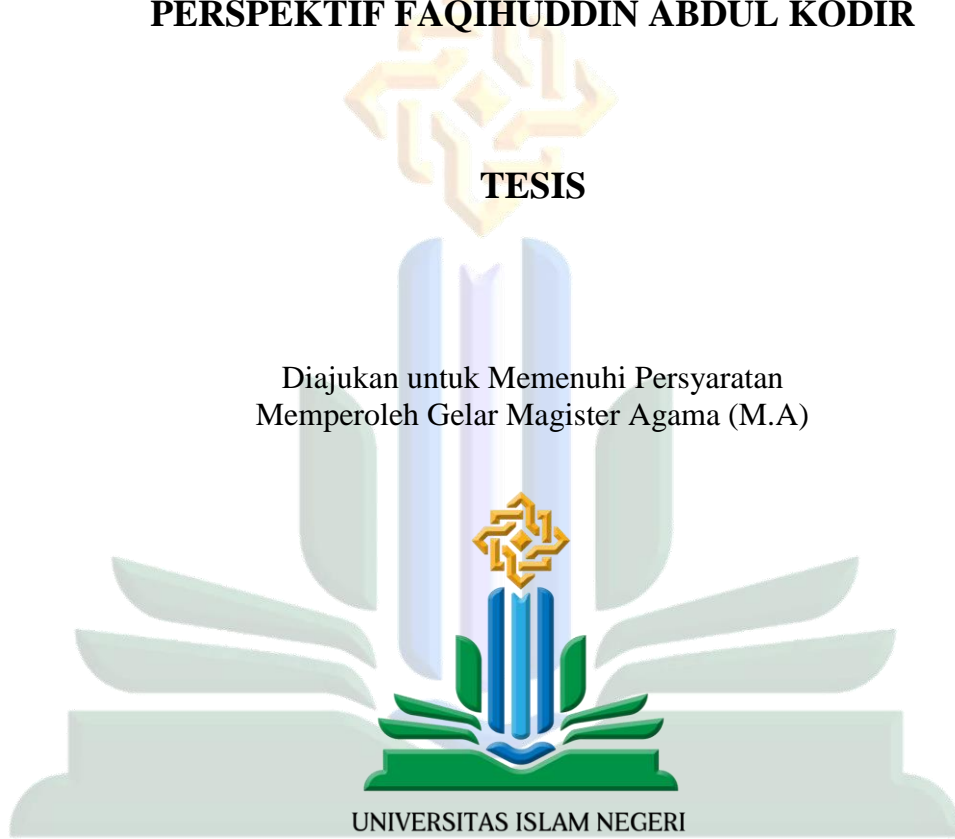 PERSPEKTIF FAQIHUDDIN ABDUL KODIR
TESIS
Diajukan untuk Memenuhi Persyaratan
Memperoleh Gelar Magister Agama (M.A)
UNIVERSITAS ISLAM NEGERI